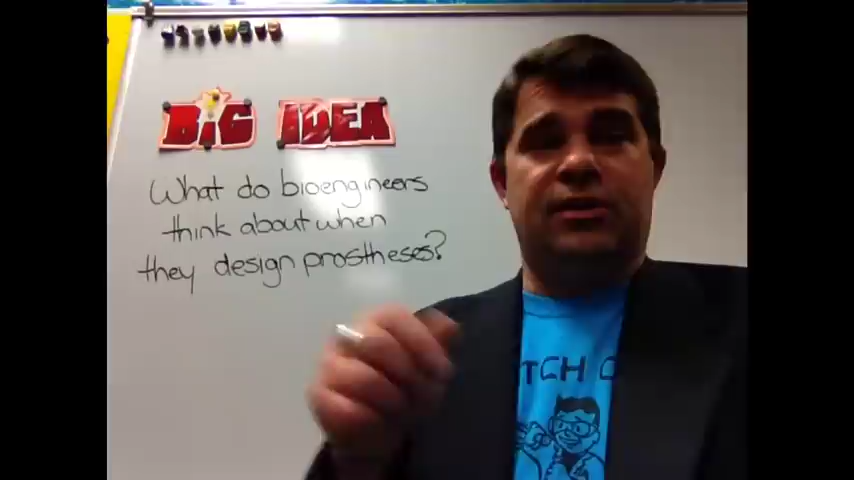 BIG IDEA
What do bioengineers
think about when
they design prostheses?